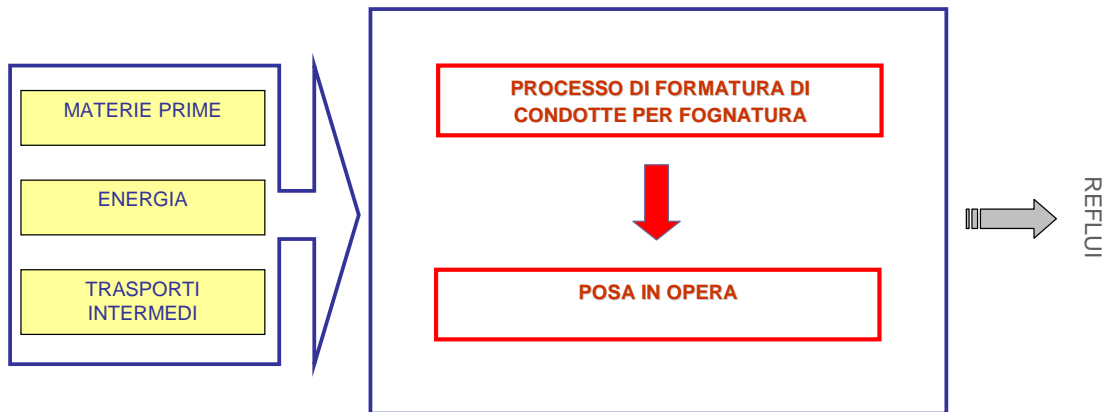 MATERIE PRIME
ENERGIA
TRASPORTI
INTERMEDI
PROCESSO DI FORMATURA DI
CONDOTTE PER FOGNATURA
POSA IN OPERA
REFLUI